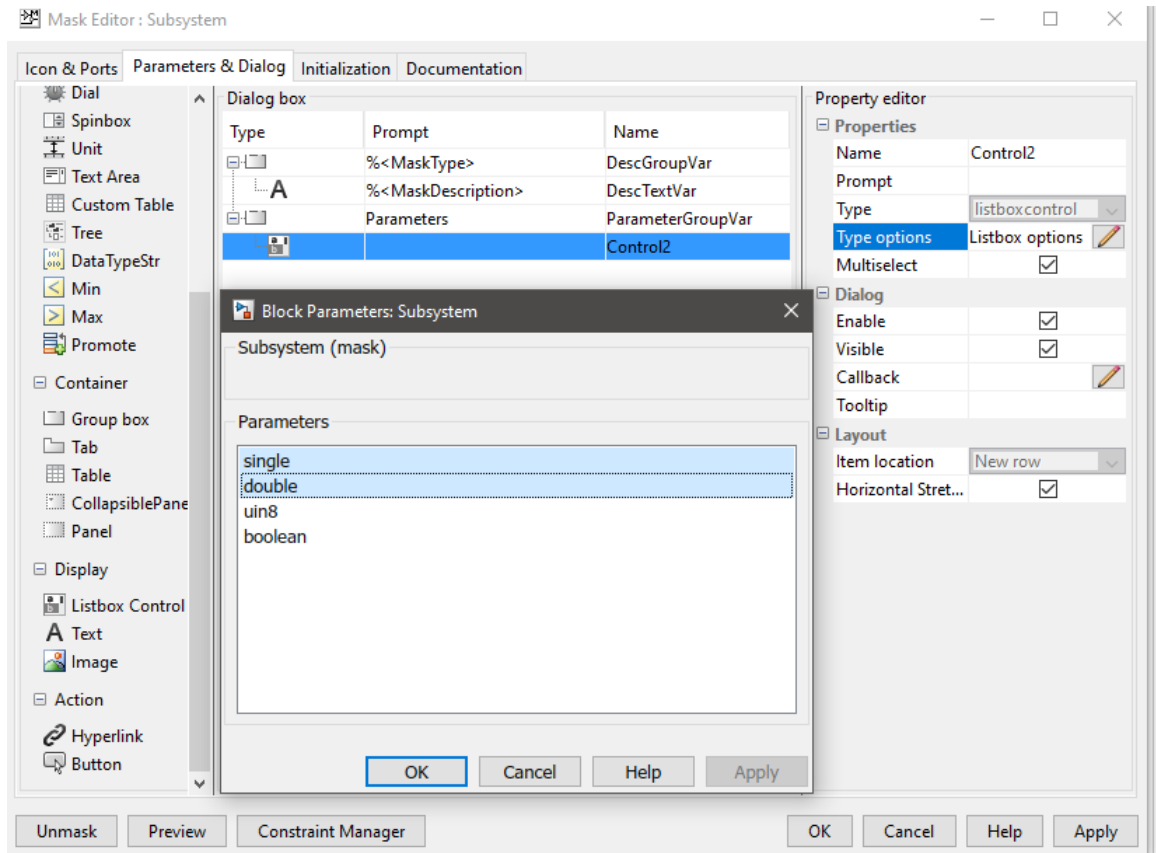 Mask Editor : Subsystem
Icon & Ports Parameters & Dialog Initialization Documentation
Dial
Spinbox
Unit
Text Area
Custom Table
Tree
DataTypeStr
Min
Max
Promote
Container
Group box
Tab
Table
CollapsiblePane
Panel
Display
Listbox Control
Text
Image
Action
Hyperlink
Button
Dialog box
Type Prompt Name
%<MaskType> DescGroupVar
A %<MaskDescription> DescTextVar
Parameters ParameterGroupVar
Control2
Block Parameters: Subsystem
Subsystem (mask)
Parameters
single
double
uin8
boolean
OK Cancel Help Apply
Property editor
Properties
Name Control2
Prompt
Type listboxcontrol
Type options Listbox options
Multiselect
Dialog
Enable
Visible
Callback
Tooltip
Layout
Item location New row
Horizontal Stret...
Unmask Preview Constraint Manager OK Cancel Help Apply